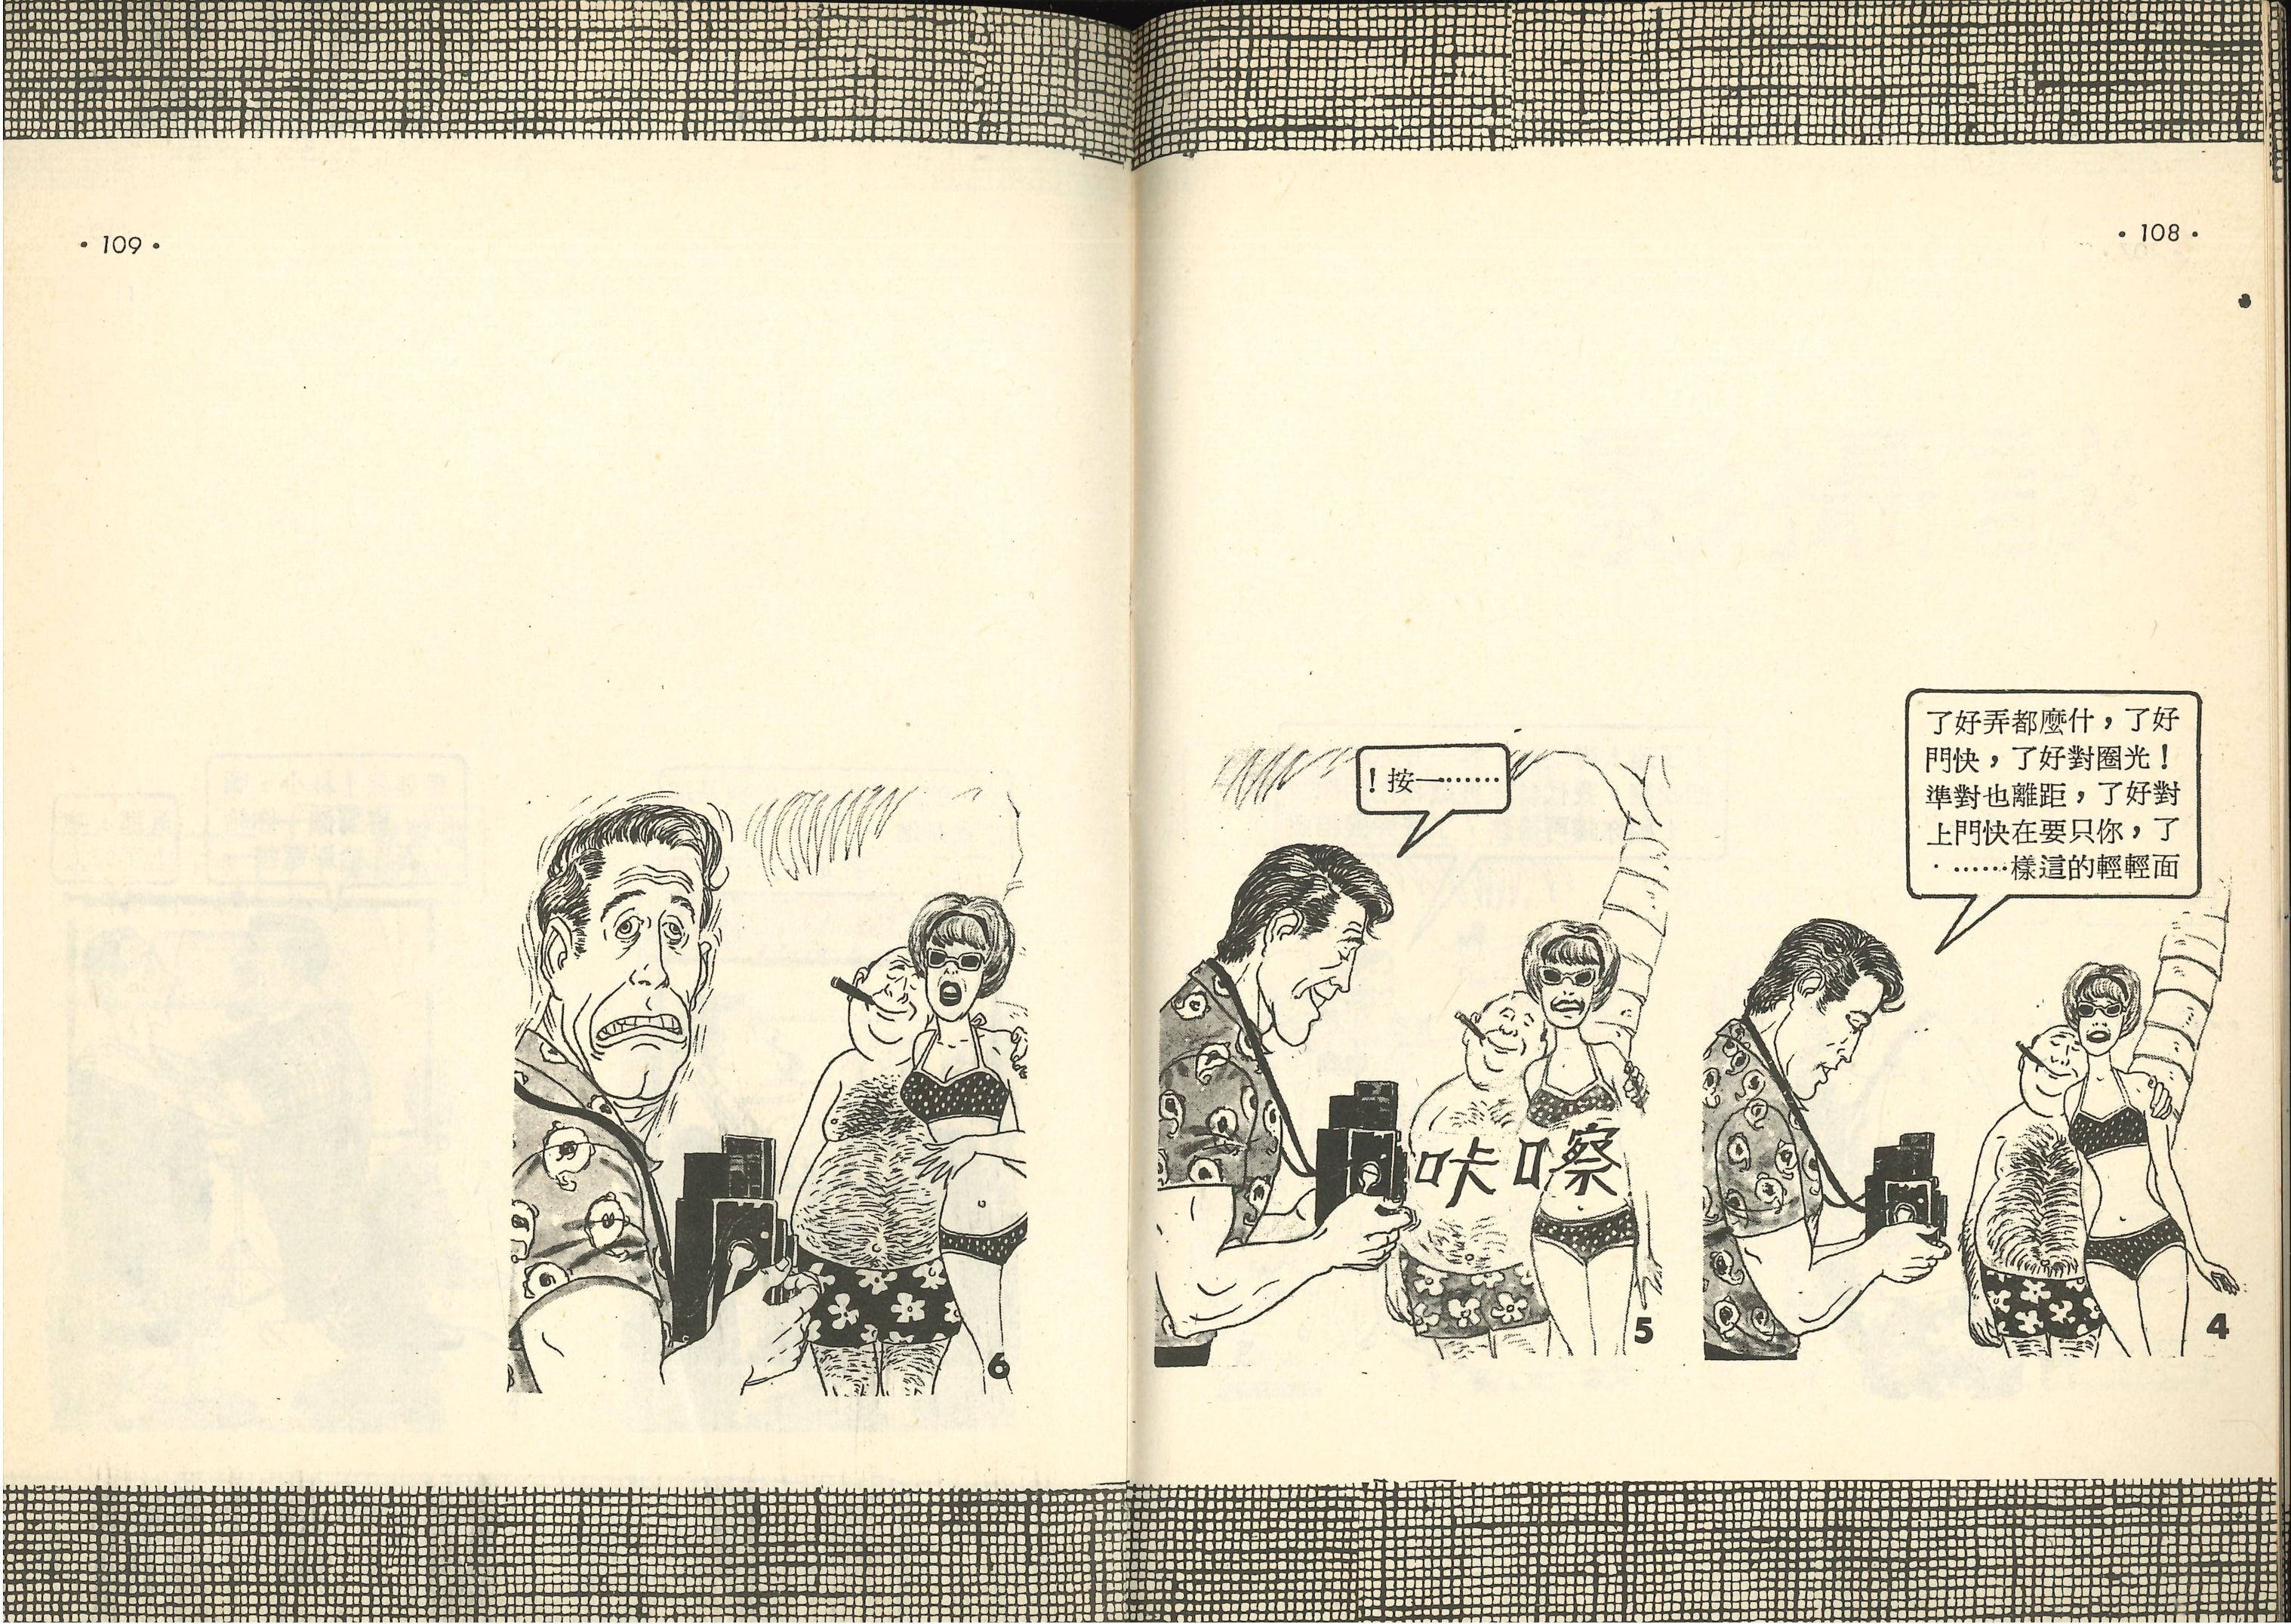 108
好了，什麼都弄好了
！光圈對好了，快門
對好了，距離也對準
了，你只要在快門上
面輕輕的這樣……‧
4
……一按！
咔嚓
5
109
6